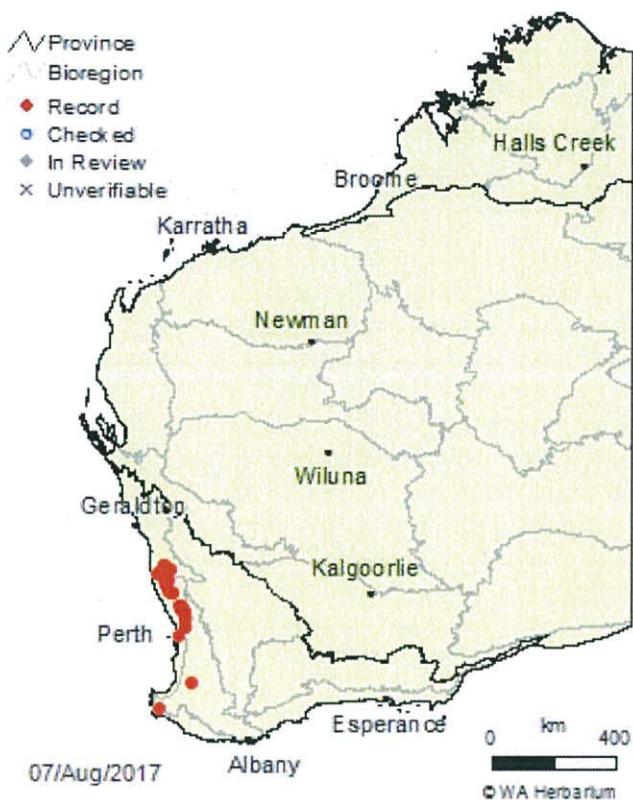 Province
Bioregion
Record
Checked
In Review
× Unverifiable
Halls Creek
Broome
Karratha
Newman
Wiluna
Geraldton
Kalgoorlie
Perth
Esperance
Albany
0 km 400
07/Aug/2017
© WA Herbarium